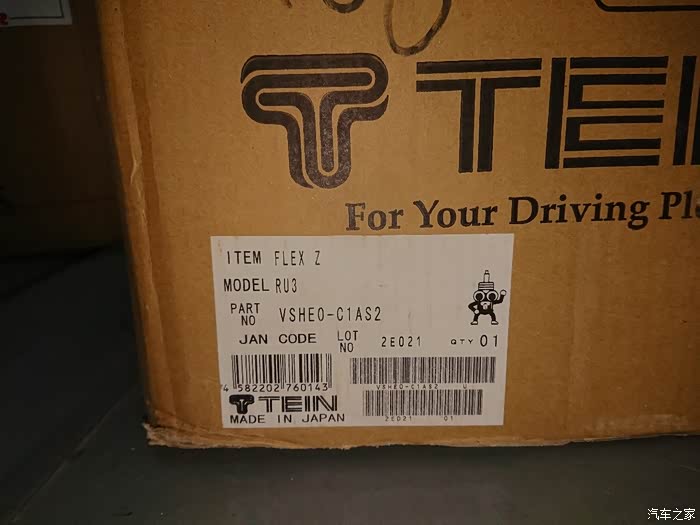 TEIN
For Your Driving
ITEM FLEX Z
MODEL RU3
PART NO VSHE0-C1AS2
JAN CODE LOT NO 2E021 QTY 01
4 582202 760143
VSHE0-C1AS2 U
TEIN
2E021 01
MADE IN JAPAN
汽车之家